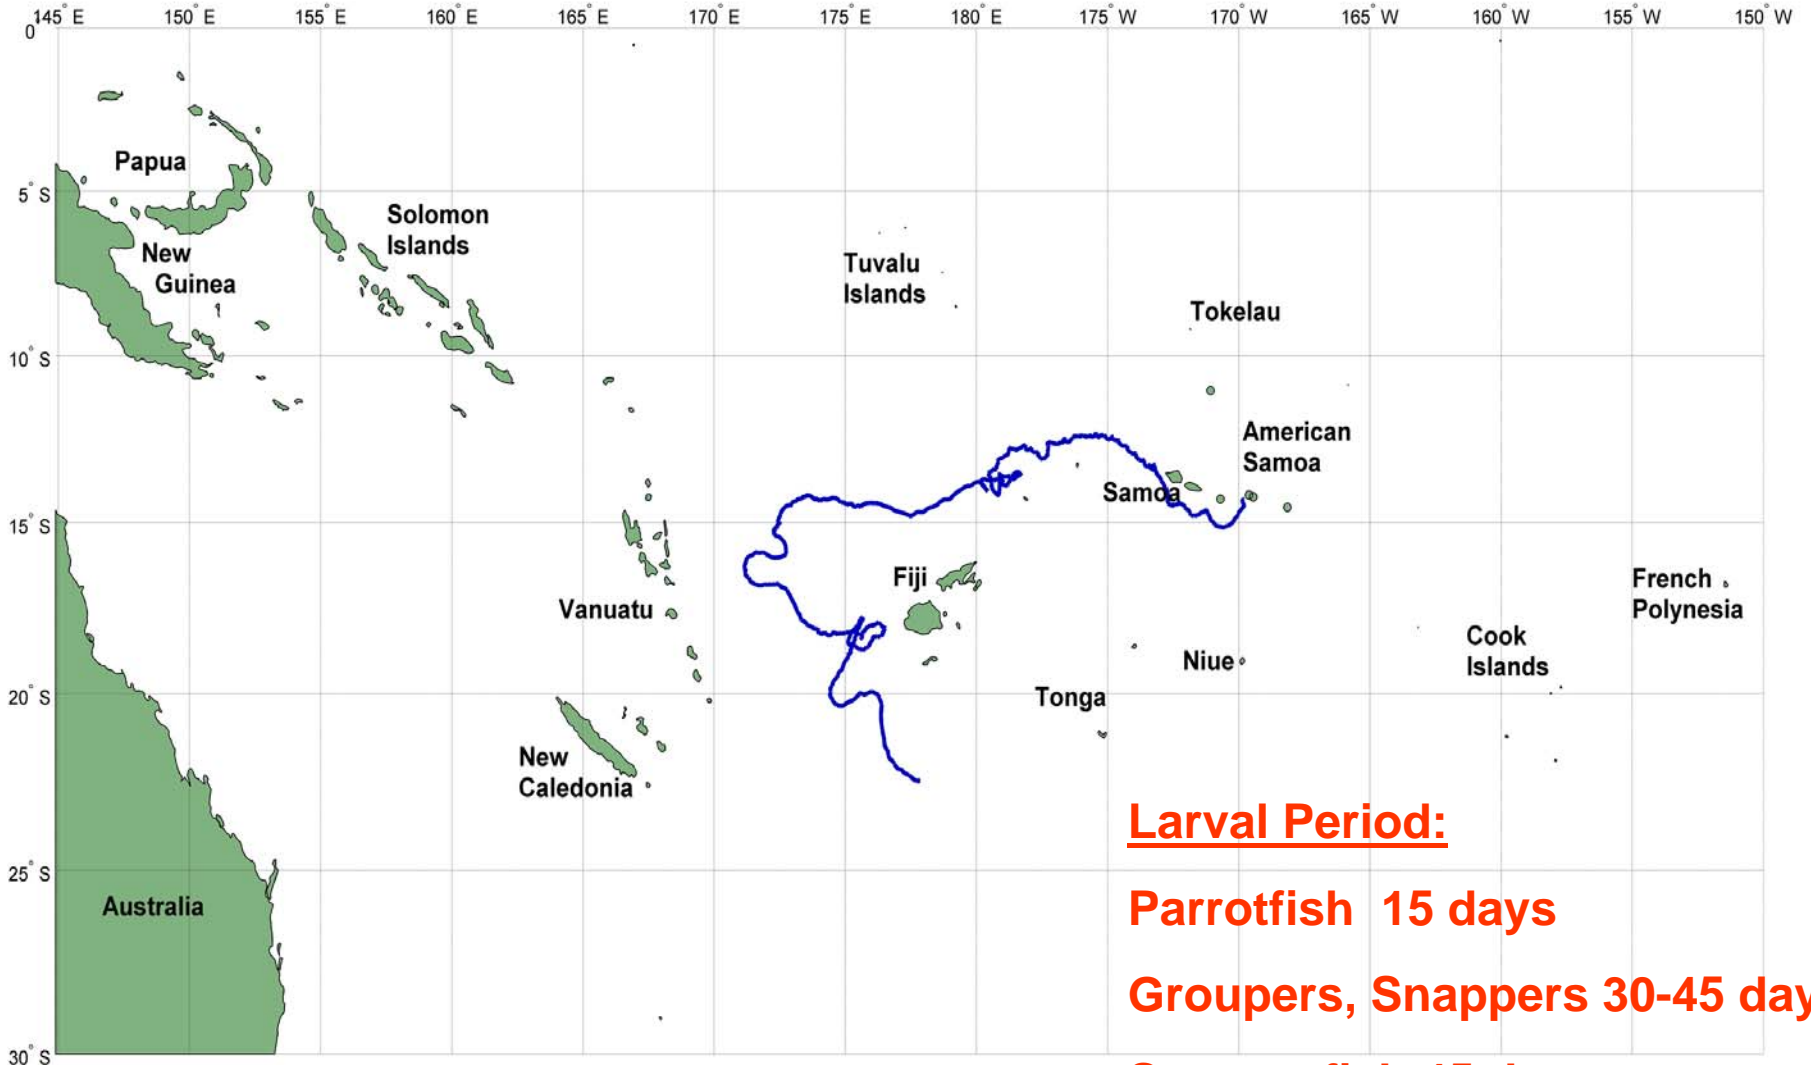 145° E 150° E 155° E 160° E 165° E 170° E 175° E 180° E 175° W 170° W 165° W 160° W 155° W 150° W
0°
Papua
5° S
Solomon
Islands
New
Guinea
Tuvalu
Islands
Tokelau
10° S
American
Samoa
Samoa
15° S
Fiji
French
Polynesia
Vanuatu
Cook
Islands
Niue
20° S
Tonga
New
Caledonia
Larval Period:
25° S
Australia
Parrotfish 15 days
Groupers, Snappers 30-45 day
30° S